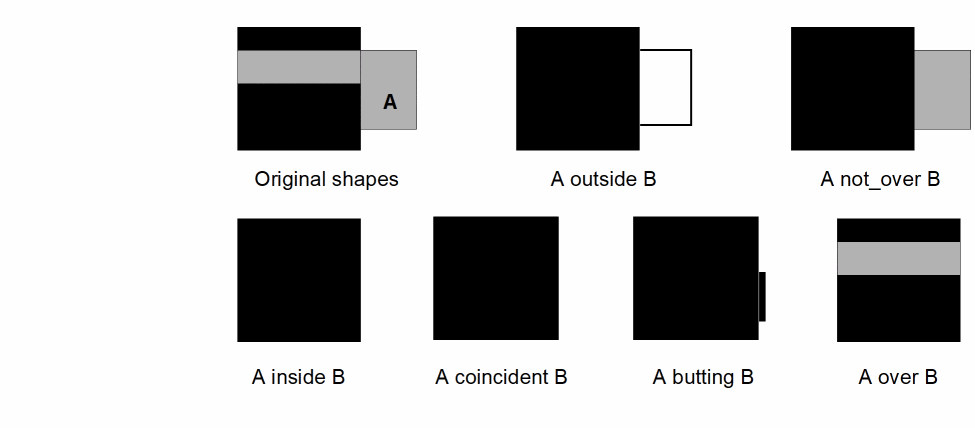 A
Original shapes
A outside B
A not_over B
A inside B
A coincident B
A butting B
A over B